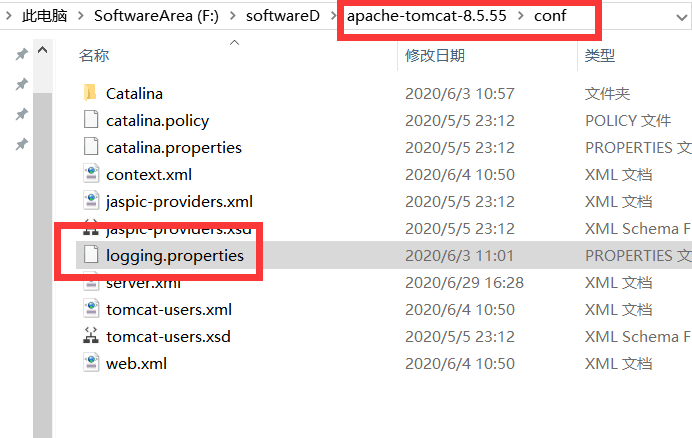 此电脑 > SoftwareArea (F:) > softwareD > apache-tomcat-8.5.55 > conf
名称 修改日期 类型
Catalina 2020/6/3 10:57 文件夹
catalina.policy 2020/5/5 23:12 POLICY 文件
catalina.properties 2020/5/5 23:12 PROPERTIES 文
context.xml 2020/6/4 10:50 XML 文档
jaspic-providers.xml 2020/5/5 23:12 XML 文档
jaspic-providers.xsd 2020/5/5 23:12 XML Schema F
logging.properties 2020/6/3 11:01 PROPERTIES 文
server.xml 2020/6/29 16:28 XML 文档
tomcat-users.xml 2020/6/4 10:50 XML 文档
tomcat-users.xsd 2020/5/5 23:12 XML Schema F
web.xml 2020/6/4 10:50 XML 文档